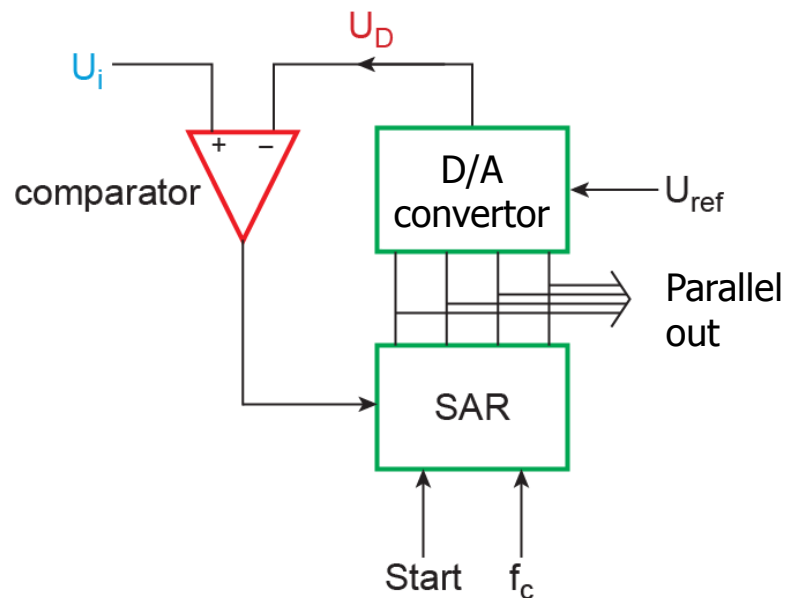 U_D
U_i
+ −
comparator
D/A
convertor
U_ref
Parallel
out
SAR
Start
f_c